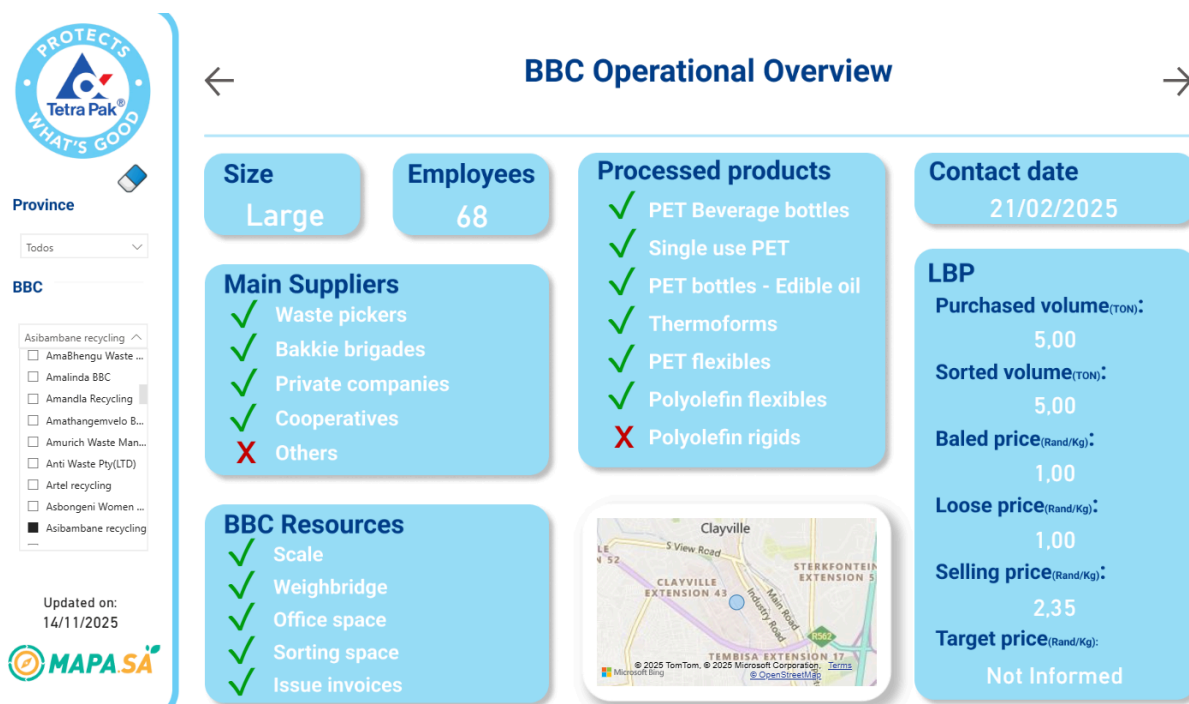 PROTECTS
Tetra Pak®
WHAT'S GOOD
Province
Todos
BBC
Asibambane recycling
AmaBhengu Waste ...
Amalinda BBC
Amandla Recycling
Amathangemvelo B...
Amurich Waste Man...
Anti Waste Pty(LTD)
Artel recycling
Asbongeni Women ...
Asibambane recycling
Updated on:
14/11/2025
MAPA.SA
BBC Operational Overview
Size
Large
Employees
68
Main Suppliers
Waste pickers
Bakkie brigades
Private companies
Cooperatives
X Others
BBC Resources
Scale
Weighbridge
Office space
Sorting space
Issue invoices
Processed products
PET Beverage bottles
Single use PET
PET bottles - Edible oil
Thermoforms
PET flexibles
Polyolefin flexibles
X Polyolefin rigids
Clayville
S View Road
LE
N 52
STERKFONTEIN
EXTENSION 5
CLAYVILLE
EXTENSION 43
Main Road
Industry Road
R562
TEMBISA EXTENSION 17
© 2025 TomTom, © 2025 Microsoft Corporation, Terms
Microsoft Bing
© OpenStreetMap
Contact date
21/02/2025
LBP
Purchased volume(TON):
5,00
Sorted volume(TON):
5,00
Baled price(Rand/Kg):
1,00
Loose price(Rand/Kg):
1,00
Selling price(Rand/Kg):
2,35
Target price(Rand/Kg):
Not Informed